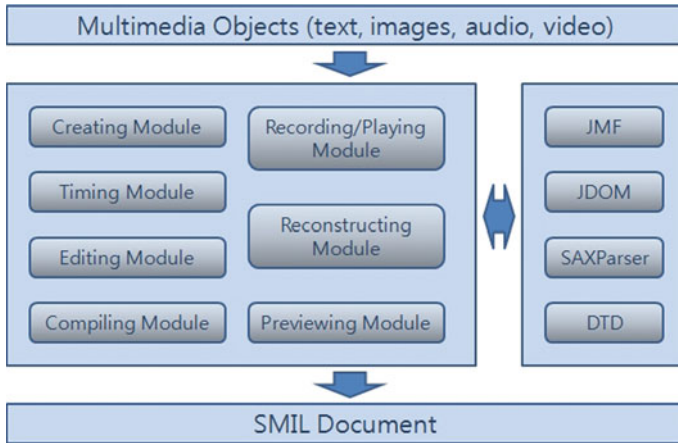 Multimedia Objects (text, images, audio, video)
Creating Module
Timing Module
Editing Module
Compiling Module
Recording/Playing
Module
Reconstructing
Module
Previewing Module
JMF
JDOM
SAXParser
DTD
SMIL Document